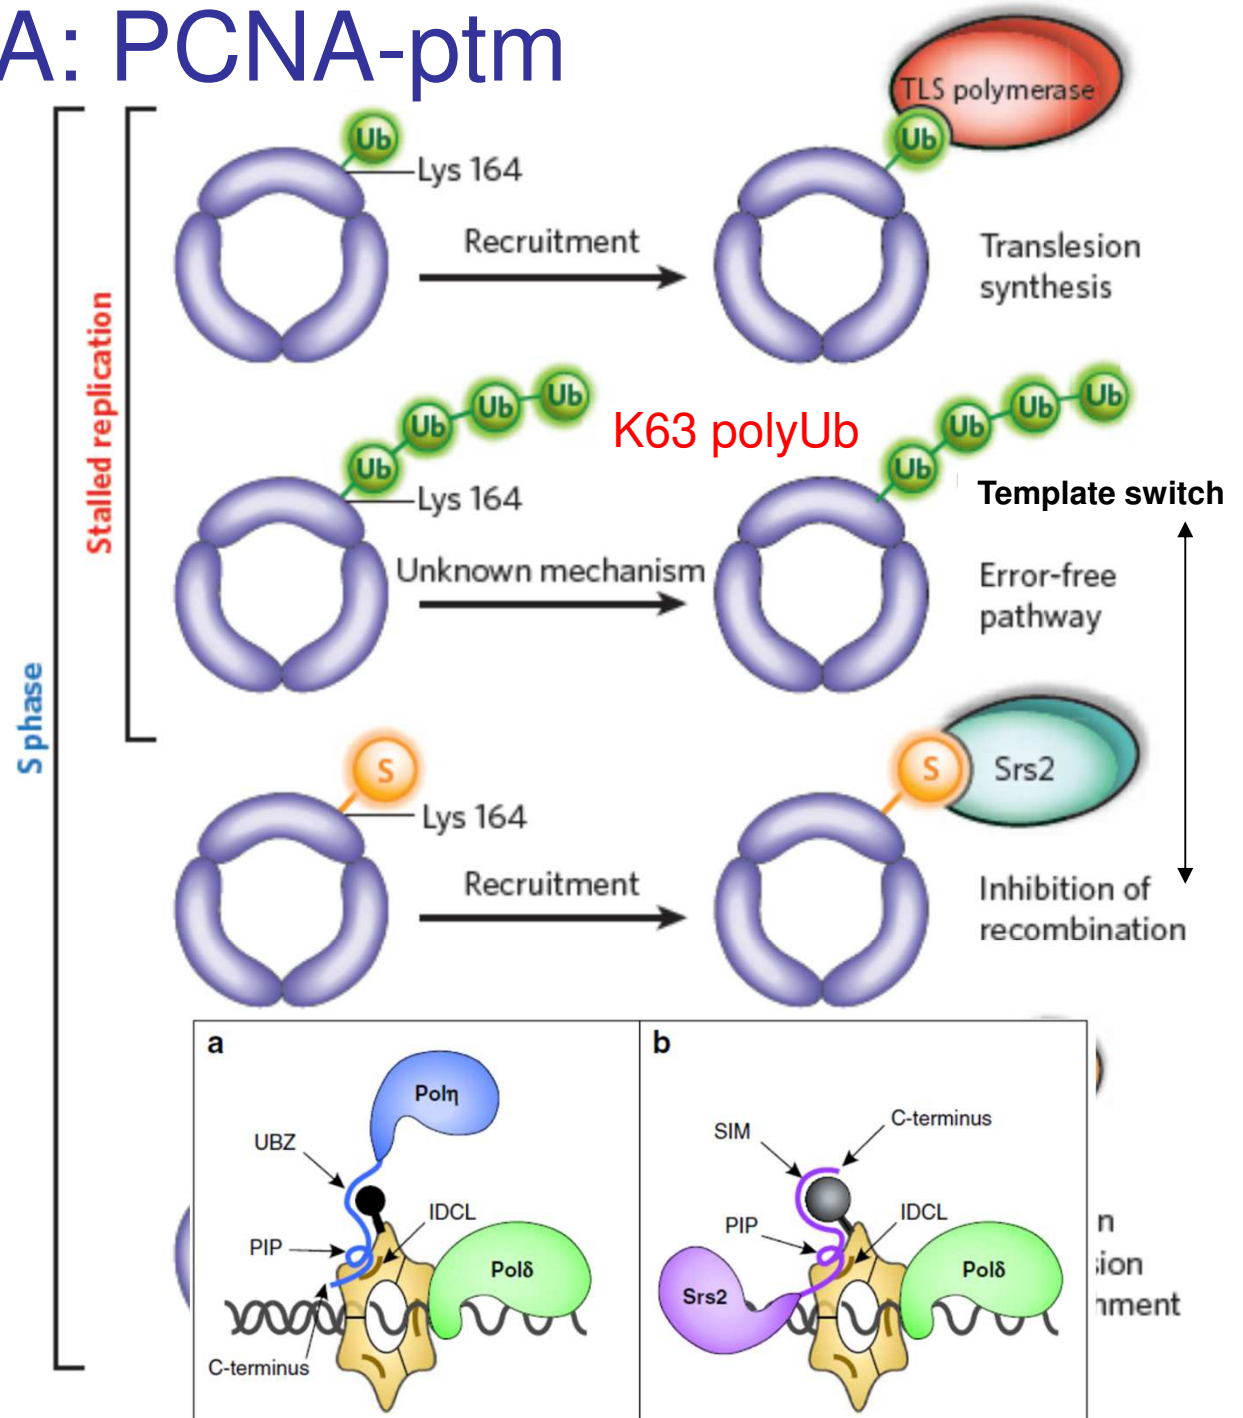 A: PCNA-ptm
S phase
Stalled replication
Ub
Lys 164
Recruitment
TLS polymerase
Ub
Translesion
synthesis
Ub Ub Ub Ub
Lys 164
K63 polyUb
Unknown mechanism
Ub Ub Ub Ub
Template switch
Error-free
pathway
S
Lys 164
Recruitment
S
Srs2
Inhibition of
recombination
a
Polη
UBZ
IDCL
PIP
Polδ
C-terminus
b
C-terminus
SIM
PIP
IDCL
Srs2
Polδ
n
sion
hment